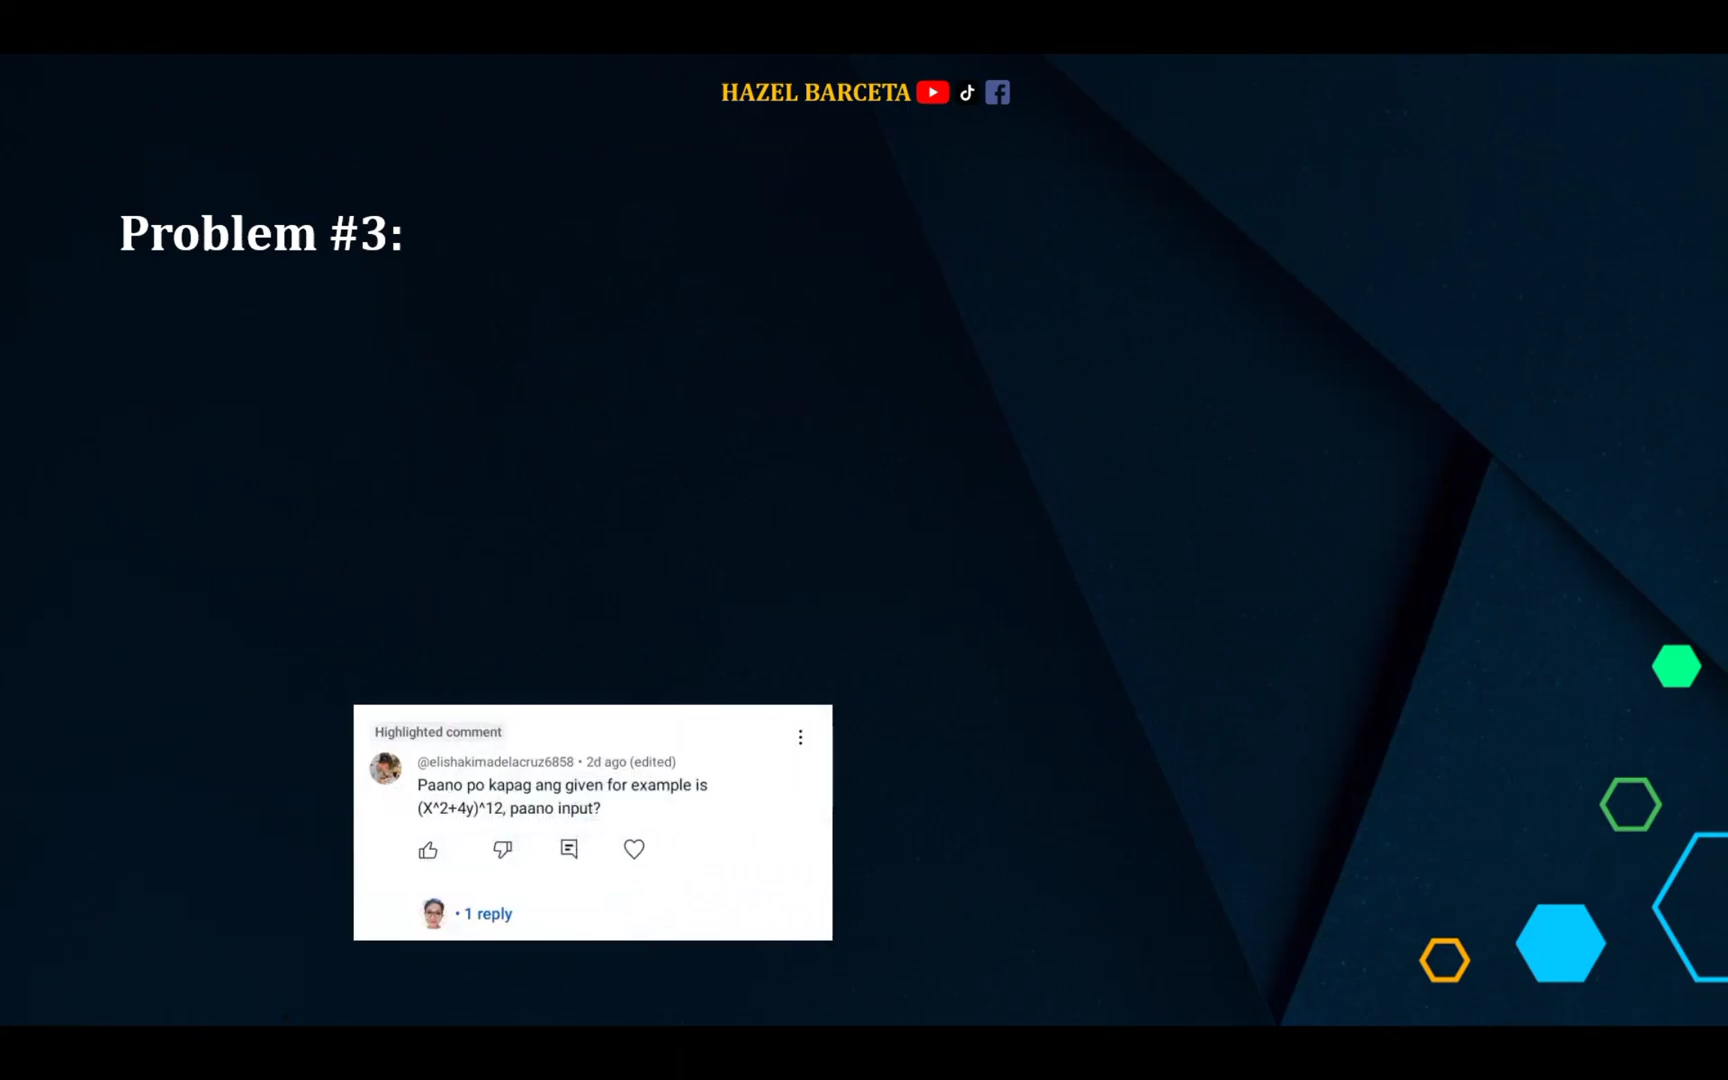 HAZEL BARCETA
Problem #3:
Highlighted comment
@elishakimadelacruz6858 • 2d ago (edited)
Paano po kapag ang given for example is
(X^2+4y)^12, paano input?
• 1 reply